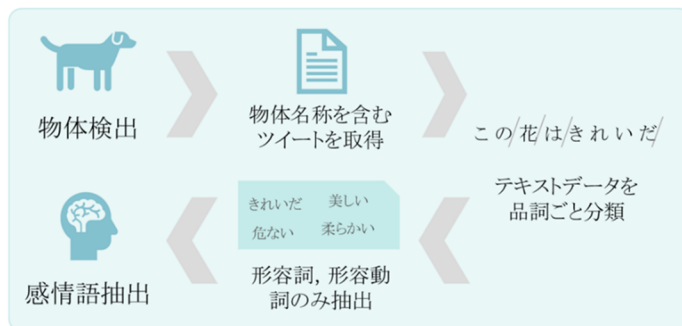 物体検出
物体名称を含む
ツイートを取得
この/花/はきれいだ/
テキストデータを
品詞ごと分類
きれいだ 美しい
危ない 柔らかい
形容詞, 形容動
詞のみ抽出
感情語抽出